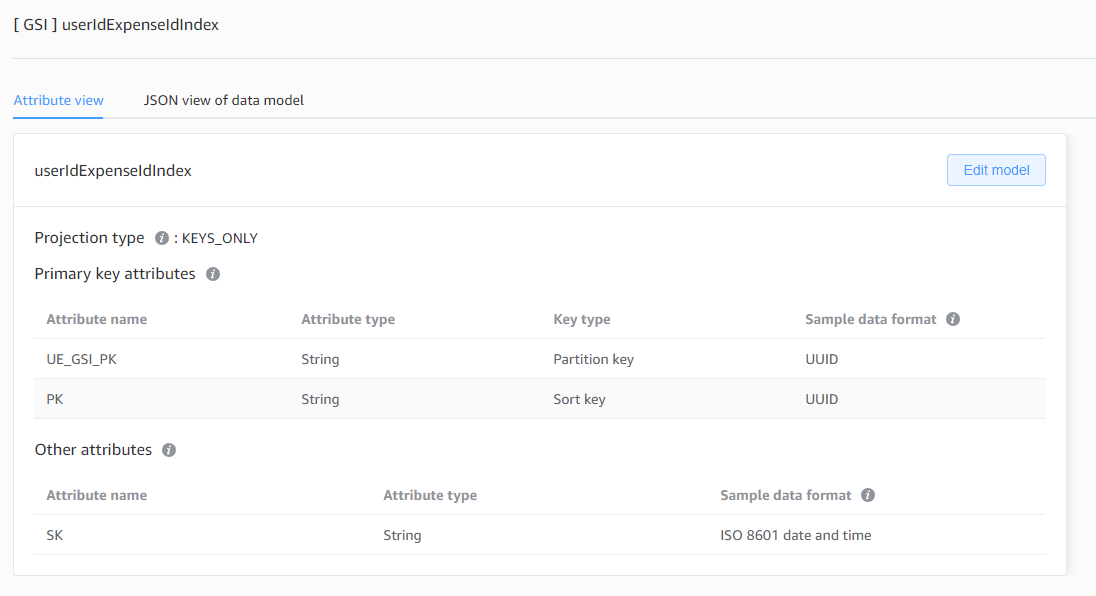 [ GSI ] userIdExpenseIdIndex
Attribute view JSON view of data model
userIdExpenseIdIndex Edit model
Projection type i : KEYS_ONLY
Primary key attributes i
Attribute name Attribute type Key type Sample data format i
UE_GSI_PK String Partition key UUID
PK String Sort key UUID
Other attributes i
Attribute name Attribute type Sample data format i
SK String ISO 8601 date and time